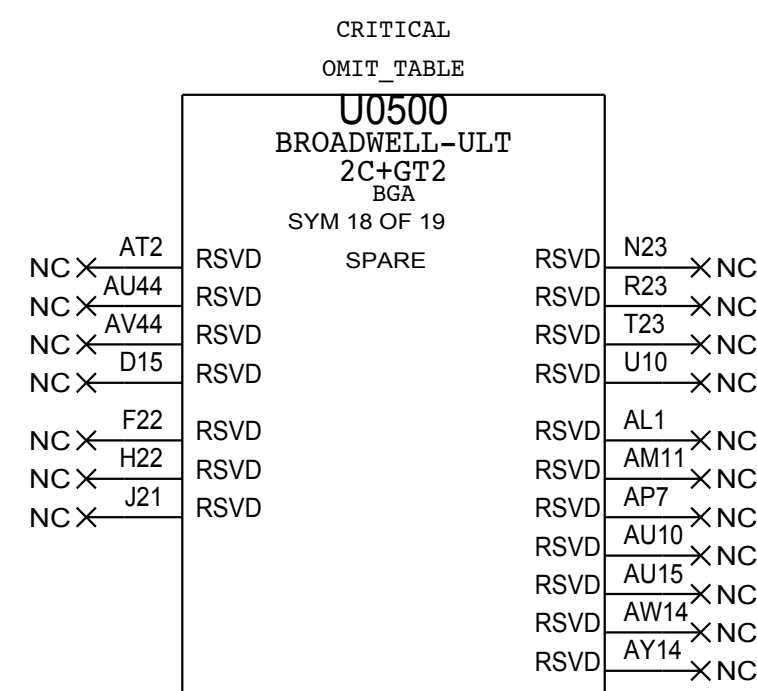 CRITICAL
OMIT_TABLE
U0500
BROADWELL-ULT
2C+GT2
BGA
SYM 18 OF 19
SPARE
NC AT2 RSVD
NC AU44 RSVD
NC AV44 RSVD
NC D15 RSVD
NC F22 RSVD
NC H22 RSVD
NC J21 RSVD
RSVD N23 NC
RSVD R23 NC
RSVD T23 NC
RSVD U10 NC
RSVD AL1 NC
RSVD AM11 NC
RSVD AP7 NC
RSVD AU10 NC
RSVD AU15 NC
RSVD AW14 NC
RSVD AY14 NC